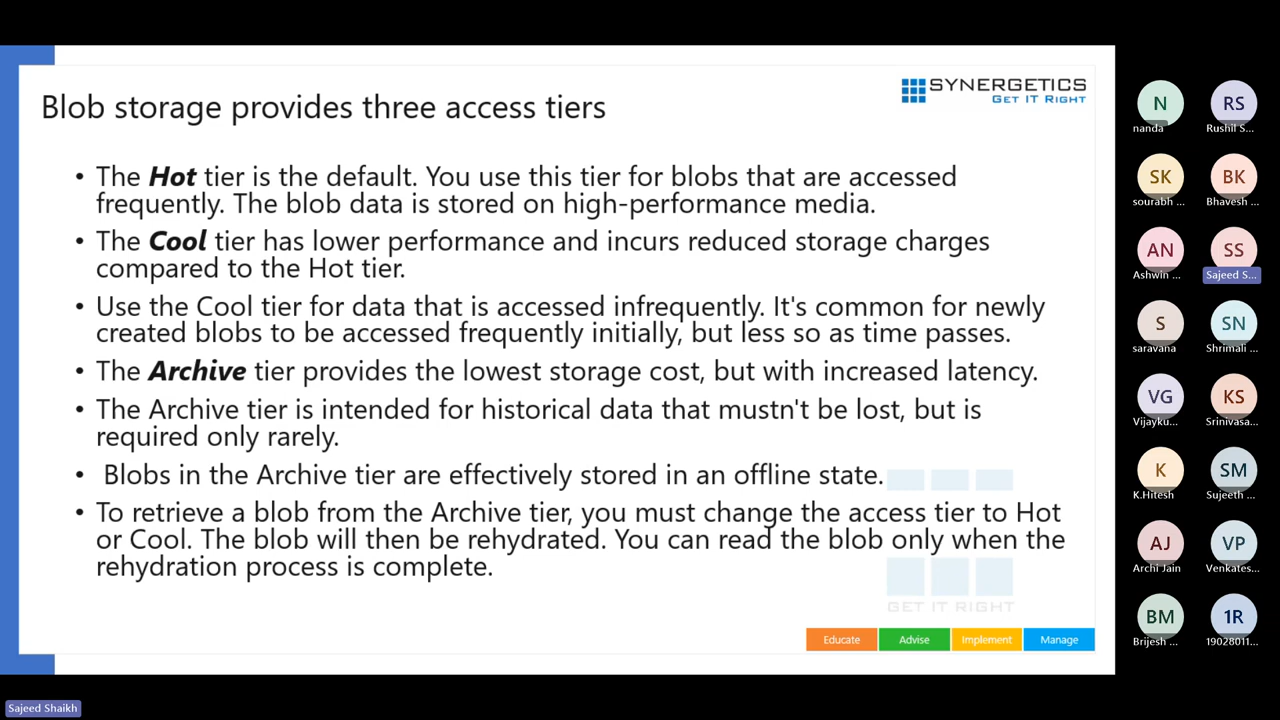 SYNERGETICS
GET IT RIGHT
Blob storage provides three access tiers
• The Hot tier is the default. You use this tier for blobs that are accessed
frequently. The blob data is stored on high-performance media.
• The Cool tier has lower performance and incurs reduced storage charges
compared to the Hot tier.
• Use the Cool tier for data that is accessed infrequently. It's common for newly
created blobs to be accessed frequently initially, but less so as time passes.
• The Archive tier provides the lowest storage cost, but with increased latency.
• The Archive tier is intended for historical data that mustn't be lost, but is
required only rarely.
• Blobs in the Archive tier are effectively stored in an offline state.
• To retrieve a blob from the Archive tier, you must change the access tier to Hot
or Cool. The blob will then be rehydrated. You can read the blob only when the
rehydration process is complete.
GET IT RIGHT
Educate Advise Implement Manage
N RS
nanda Rushil S...
SK BK
sourabh ... Bhavesh ...
AN SS
Ashwin ... Sajeed S...
S SN
saravana Shrimali ...
VG KS
Vijayku... Srinivasa...
K SM
K.Hitesh Sujeeth ...
AJ VP
Archi Jain Venkates...
BM 1R
Brijesh ... 19028011...
Sajeed Shaikh